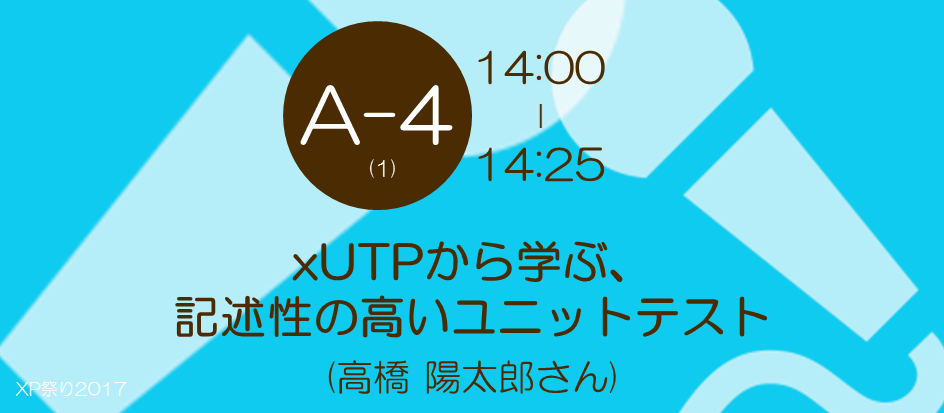 A-4
(1)
14:00
|
14:25
xUTPから学ぶ、
記述性の高いユニットテスト
(高橋 陽太郎さん)
XP祭り2017